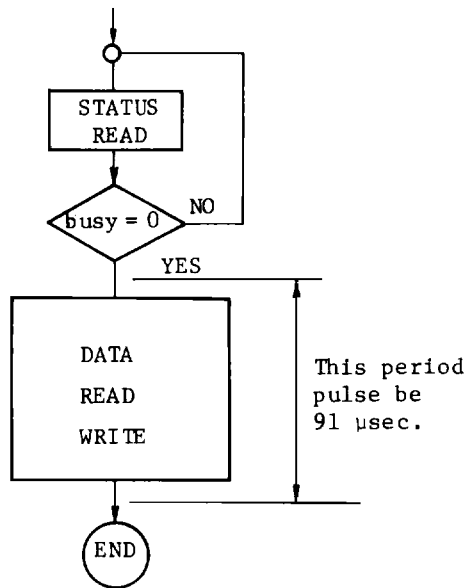 STATUS
READ
busy = 0
NO
YES
DATA
READ
WRITE
This period
pulse be
91 μsec.
END